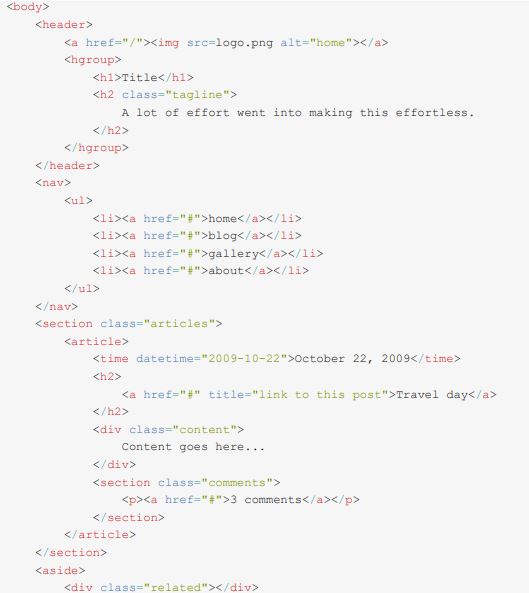 <body>
<header>
<a href="/"><img src=logo.png alt="home"></a>
<hgroup>
<h1>Title</h1>
<h2 class="tagline">
A lot of effort went into making this effortless.
</h2>
</hgroup>
</header>
<nav>
<ul>
<li><a href="#">home</a></li>
<li><a href="#">blog</a></li>
<li><a href="#">gallery</a></li>
<li><a href="#">about</a></li>
</ul>
</nav>
<section class="articles">
<article>
<time datetime="2009-10-22">October 22, 2009</time>
<h2>
<a href="#" title="link to this post">Travel day</a>
</h2>
<div class="content">
Content goes here...
</div>
<section class="comments">
<p><a href="#">3 comments</a></p>
</section>
</article>
</section>
<aside>
<div class="related"></div>